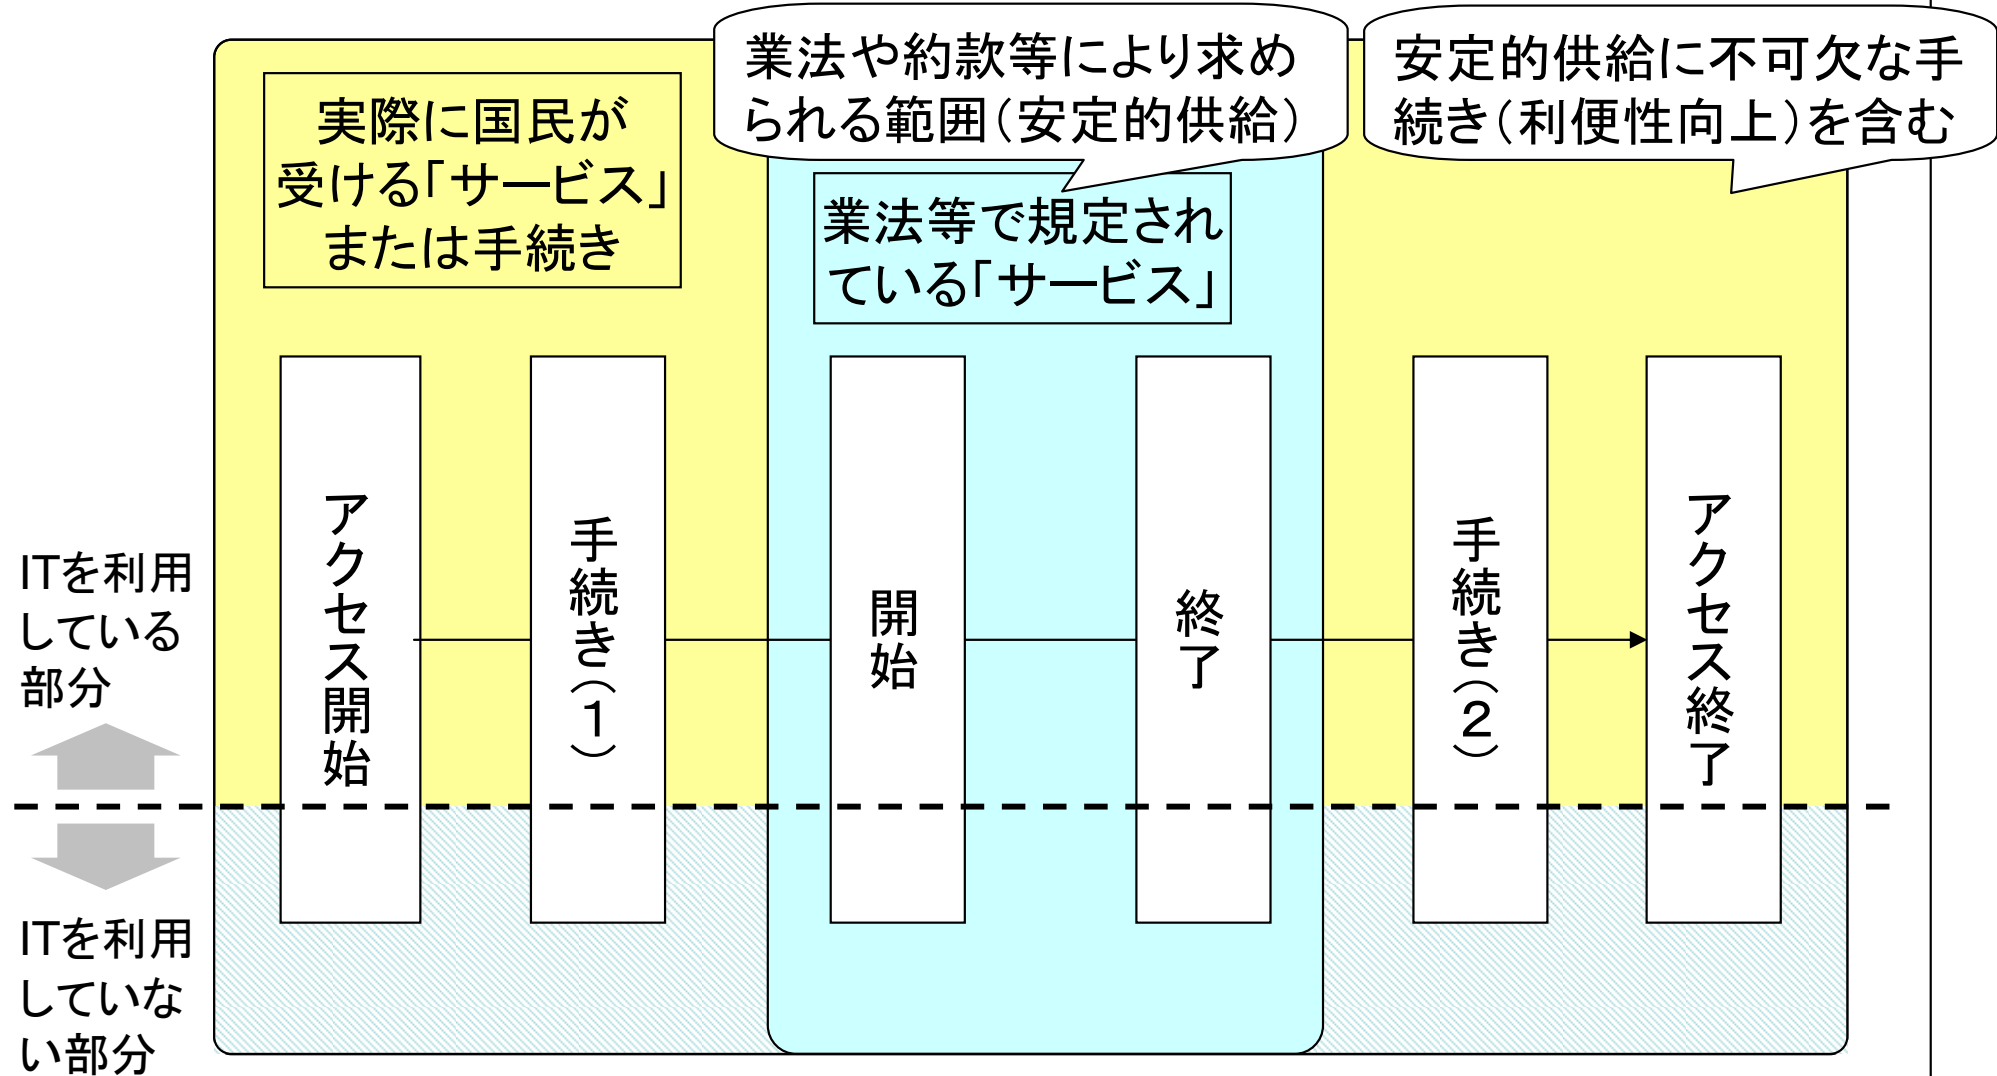 業法や約款等により求め
られる範囲（安定的供給）
安定的供給に不可欠な手
続き（利便性向上）を含む
実際に国民が
受ける「サービス」
または手続き
業法等で規定され
ている「サービス」
アクセス開始
手続き（１）
開始
終了
手続き（２）
アクセス終了
ITを利用
している
部分
ITを利用
していな
い部分